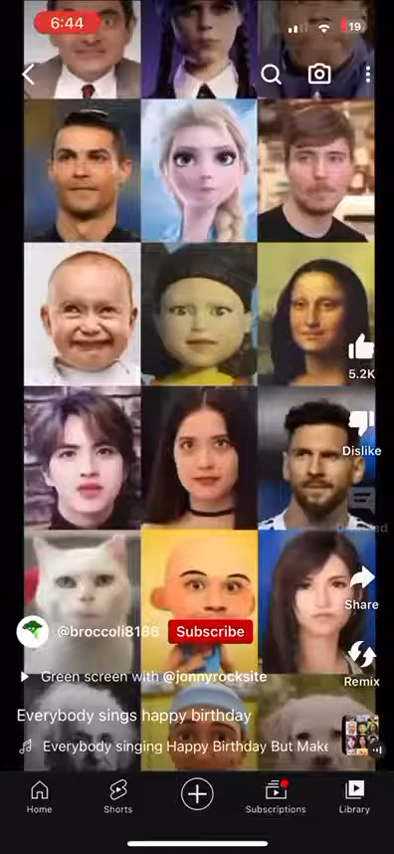 6:44
19
5.2K
Dislike
Share
@broccoli8186
Subscribe
Remix
Green screen with @jonnyrocksite
Everybody sings happy birthday
Everybody singing Happy Birthday But Make
Home
Shorts
Subscriptions
Library